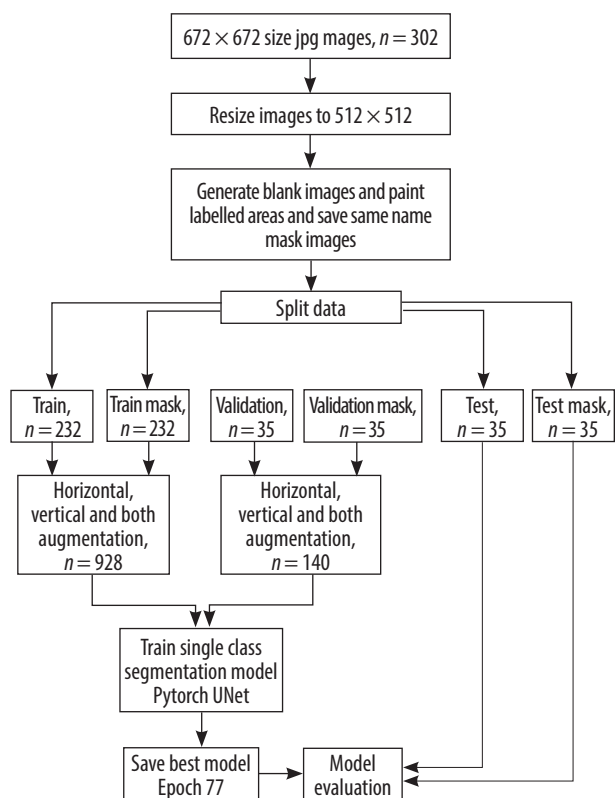 672 × 672 size jpg mages, n = 302
Resize images to 512 × 512
Generate blank images and paint
labelled areas and save same name
mask images
Split data
Train,
n = 232
Train mask,
n = 232
Validation,
n = 35
Validation mask,
n = 35
Test,
n = 35
Test mask,
n = 35
Horizontal,
vertical and both
augmentation,
n = 928
Horizontal,
vertical and both
augmentation,
n = 140
Train single class
segmentation model
Pytorch UNet
Save best model
Epoch 77
Model
evaluation